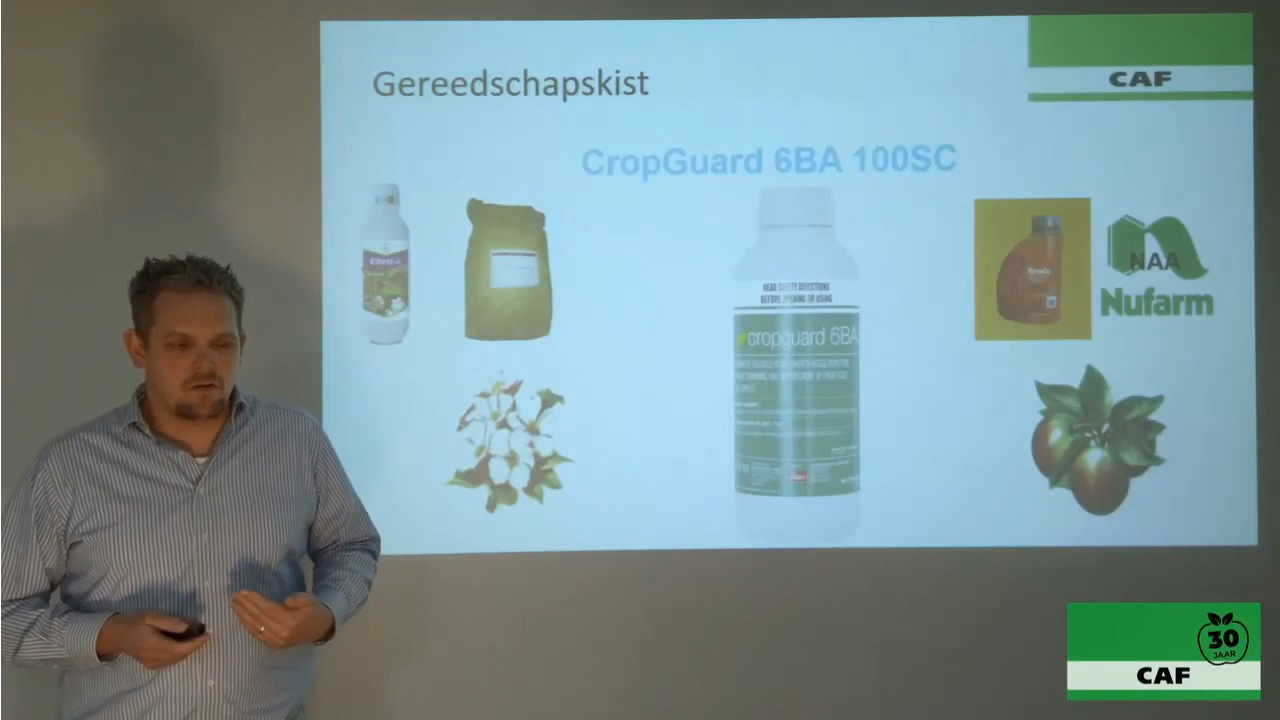 Gereedschapskist
CAF
CropGuard 6BA 100SC
READ SAFETY DIRECTIONS
BEFORE OPENING OR USING
cropguard 6BA
NAA
Nufarm
30
JAAR
CAF